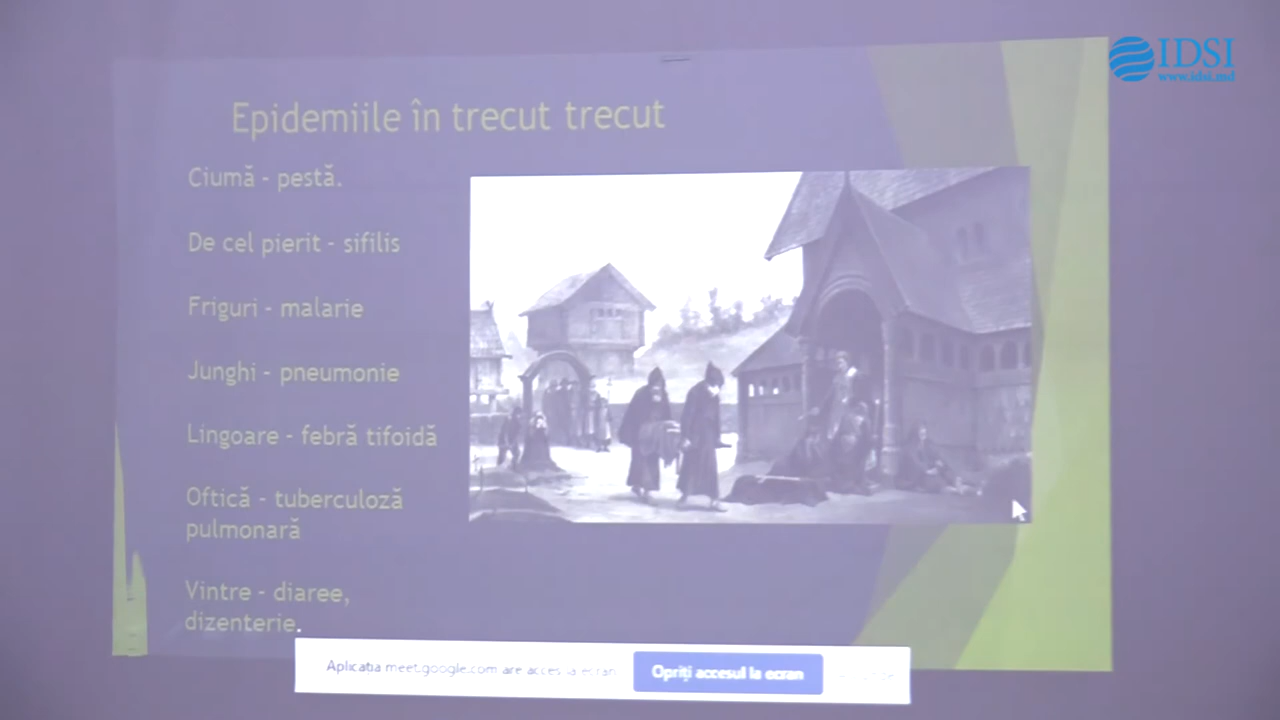 IDSI
www.idsi.md
Epidemiile în trecut trecut
Ciumă - pestă.
De cel pierit - sifilis
Friguri - malarie
Junghi - pneumonie
Lingoare - febră tifoidă
Oftică - tuberculoză
pulmonară
Vintre - diaree,
dizenterie.
Aplicația meet.google.com are acces la ecran
Opriți accesul la ecran